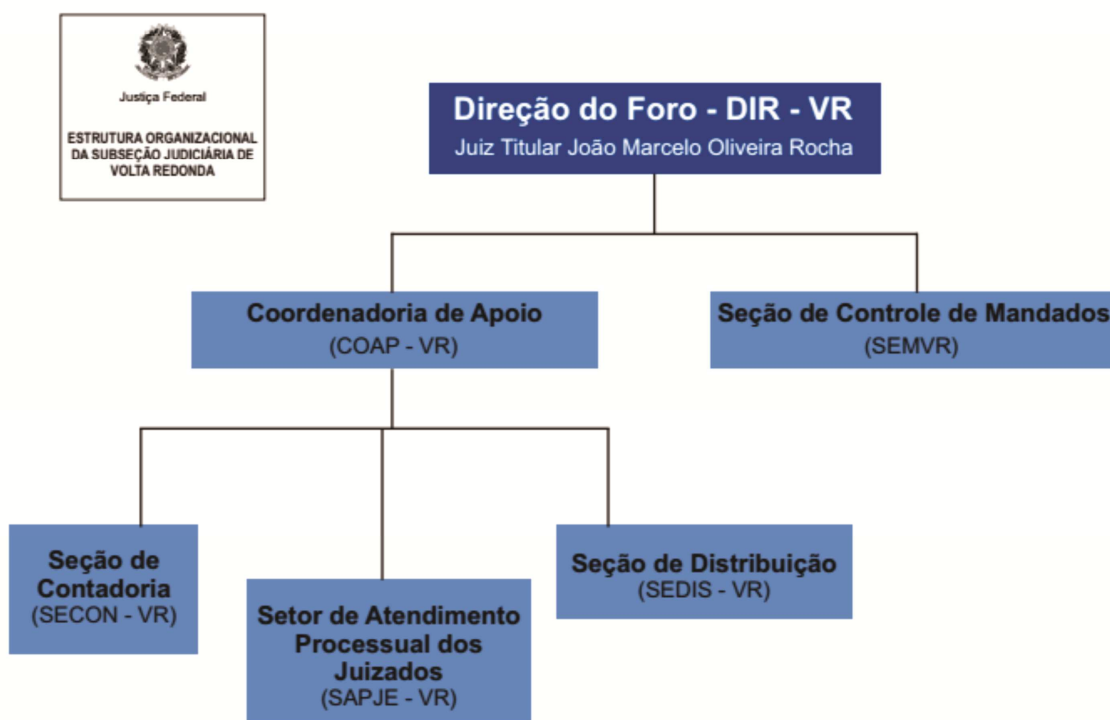 Justiça Federal
ESTRUTURA ORGANIZACIONAL
DA SUBSEÇÃO JUDICIÁRIA DE
VOLTA REDONDA
Direção do Foro - DIR - VR
Juiz Titular João Marcelo Oliveira Rocha
Coordenadoria de Apoio
(COAP - VR)
Seção de Controle de Mandados
(SEMVR)
Seção de
Contadoria
(SECON - VR)
Setor de Atendimento
Processual dos
Juizados
(SAPJE - VR)
Seção de Distribuição
(SEDIS - VR)